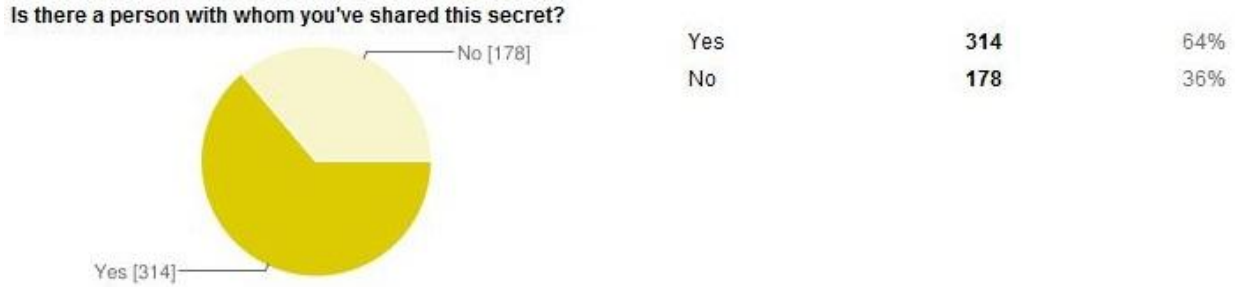 Is there a person with whom you've shared this secret?
No [178]
Yes [314]
Yes 314 64%
No 178 36%